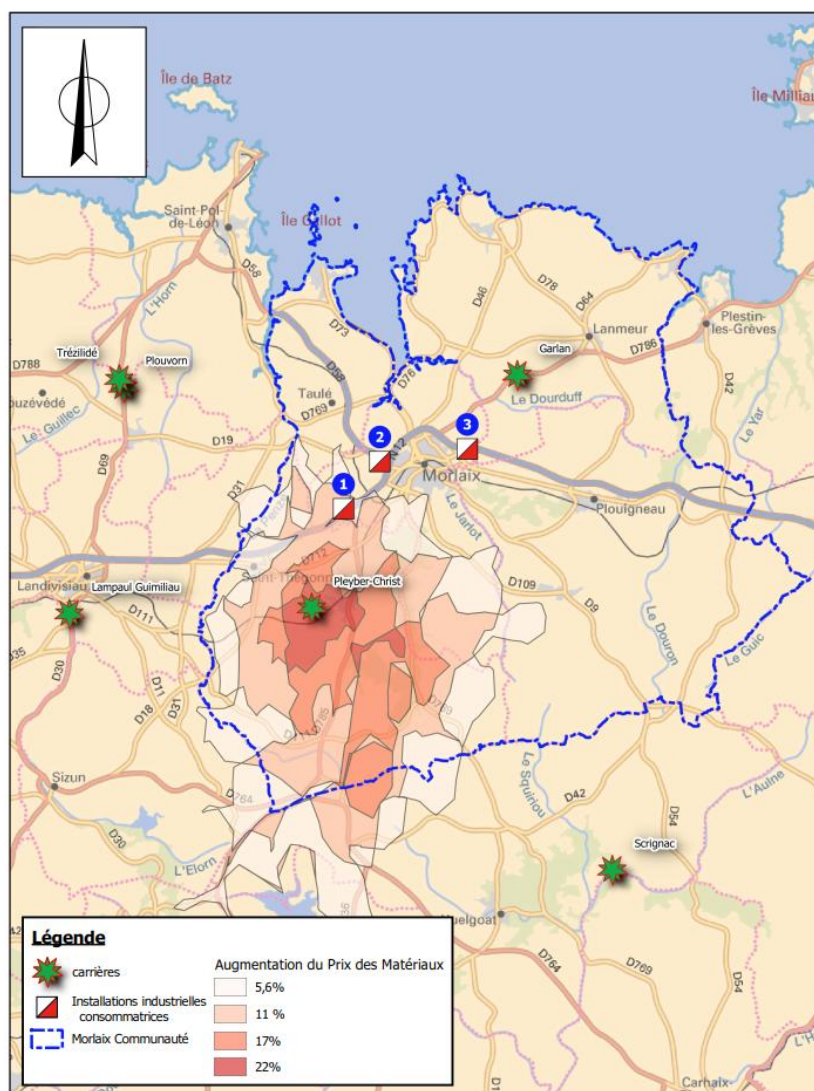 Île de Batz
Île Milliau
Saint-Pol-
de-Léon
Île Callot
D58
D46
D78
D64
L'Horn
D73
Plestin-
les-Grèves
Lanmeur
Trézilidé
Garlan
D786
D788
Plouvorn
D58
D76
Taulé
D42
Le Dourduff
D769
Le Guillec
Le Yar
D19
3
2
N12
D69
Morlaix
D31
1
Plouigneau
Le Jarlot
D712
Landivisiau
Lampaul Guimiliau
Pleyber-Christ
D109
D111
D9
Le Douron
D35
Le Guic
D30
D11
D31
D18
D785
D769
Sizun
D764
Le Squiriou
D42
L'Aulne
D54
D30
Scrignac
L'Elorn
D764
D769
D54
Légende
carrières
Installations industrielles
consommatrices
Morlaix Communauté
Augmentation du Prix des Matériaux
5,6%
11 %
17%
22%